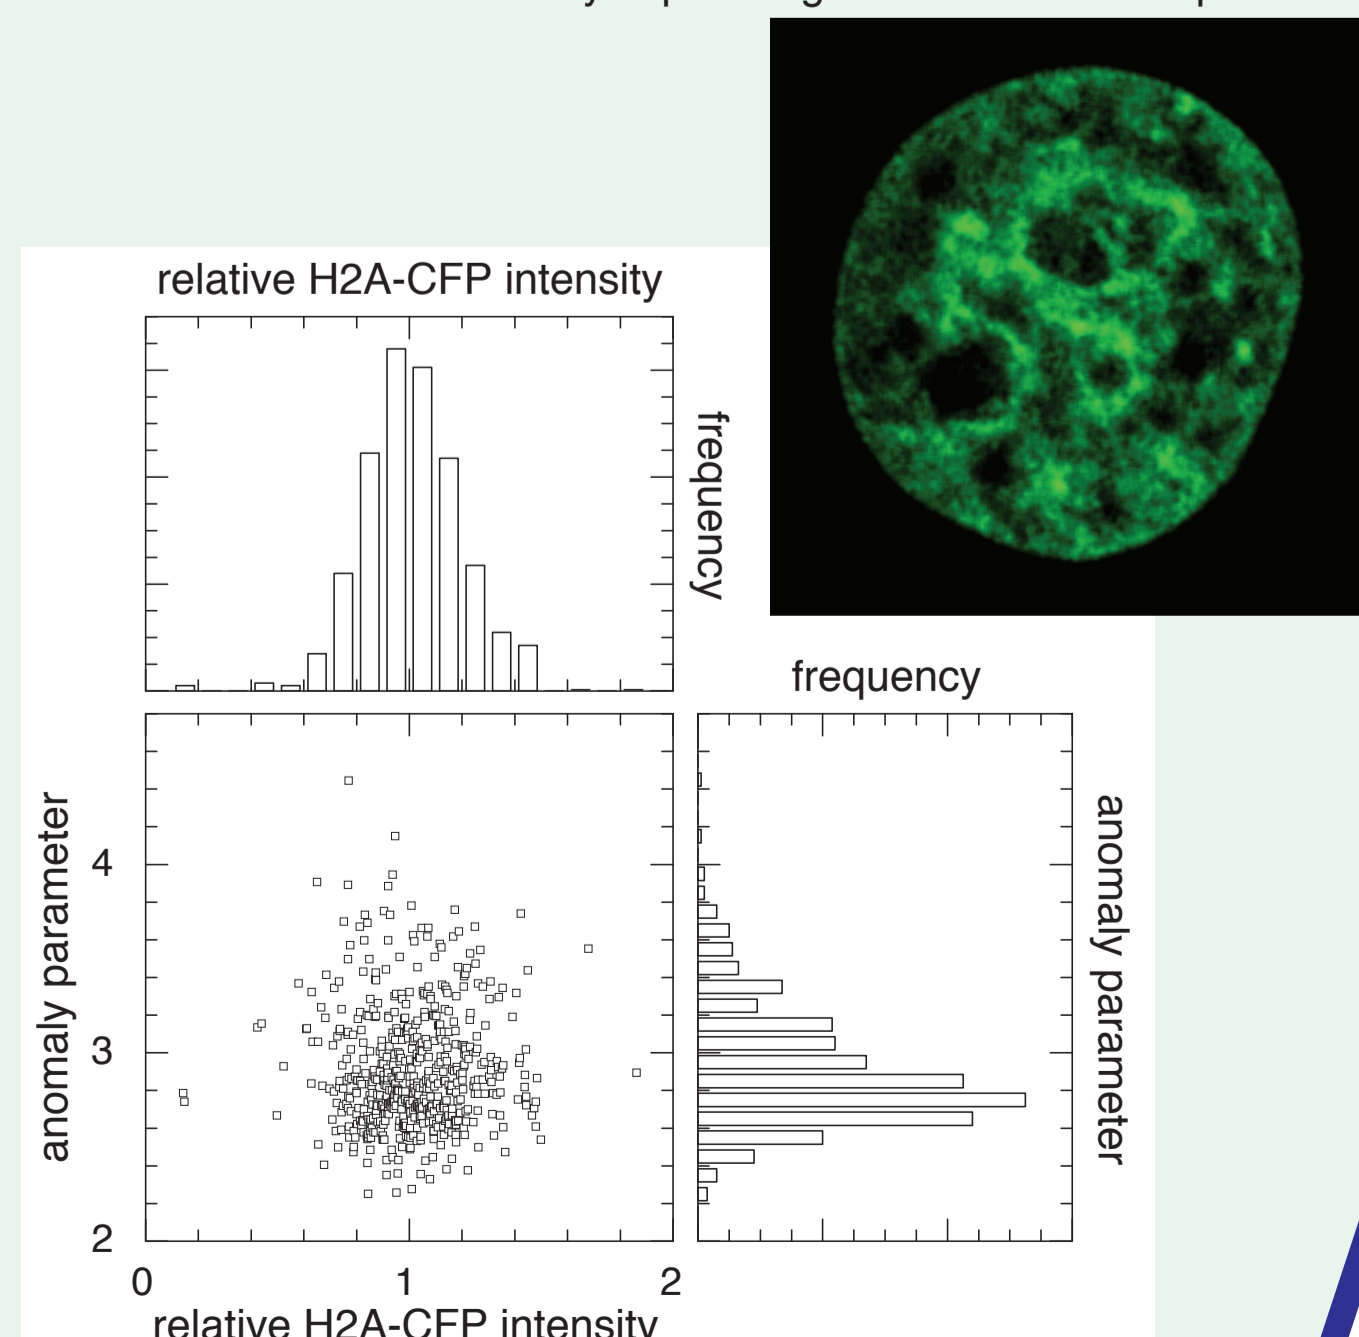 relative H2A-CFP intensity
frequency
frequency
anomaly parameter
4
3
2
anomaly parameter
0 1 2
relative H2A-CFP intensity